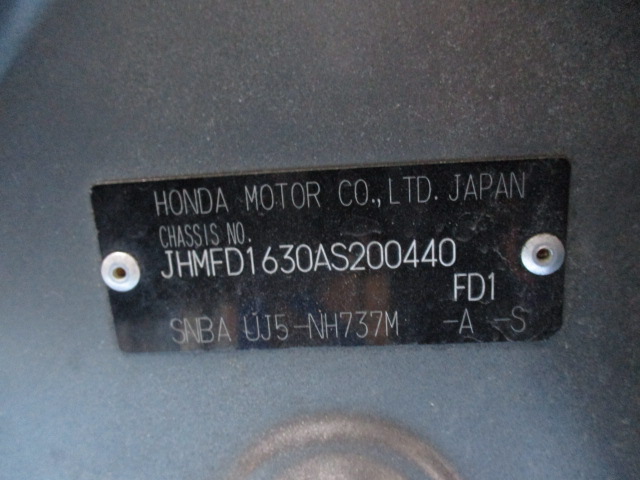 HONDA MOTOR CO.,LTD. JAPAN
CHASSIS NO.
JHMFD1630AS200440
FD1
SNBA UJ5-NH737M -A -S